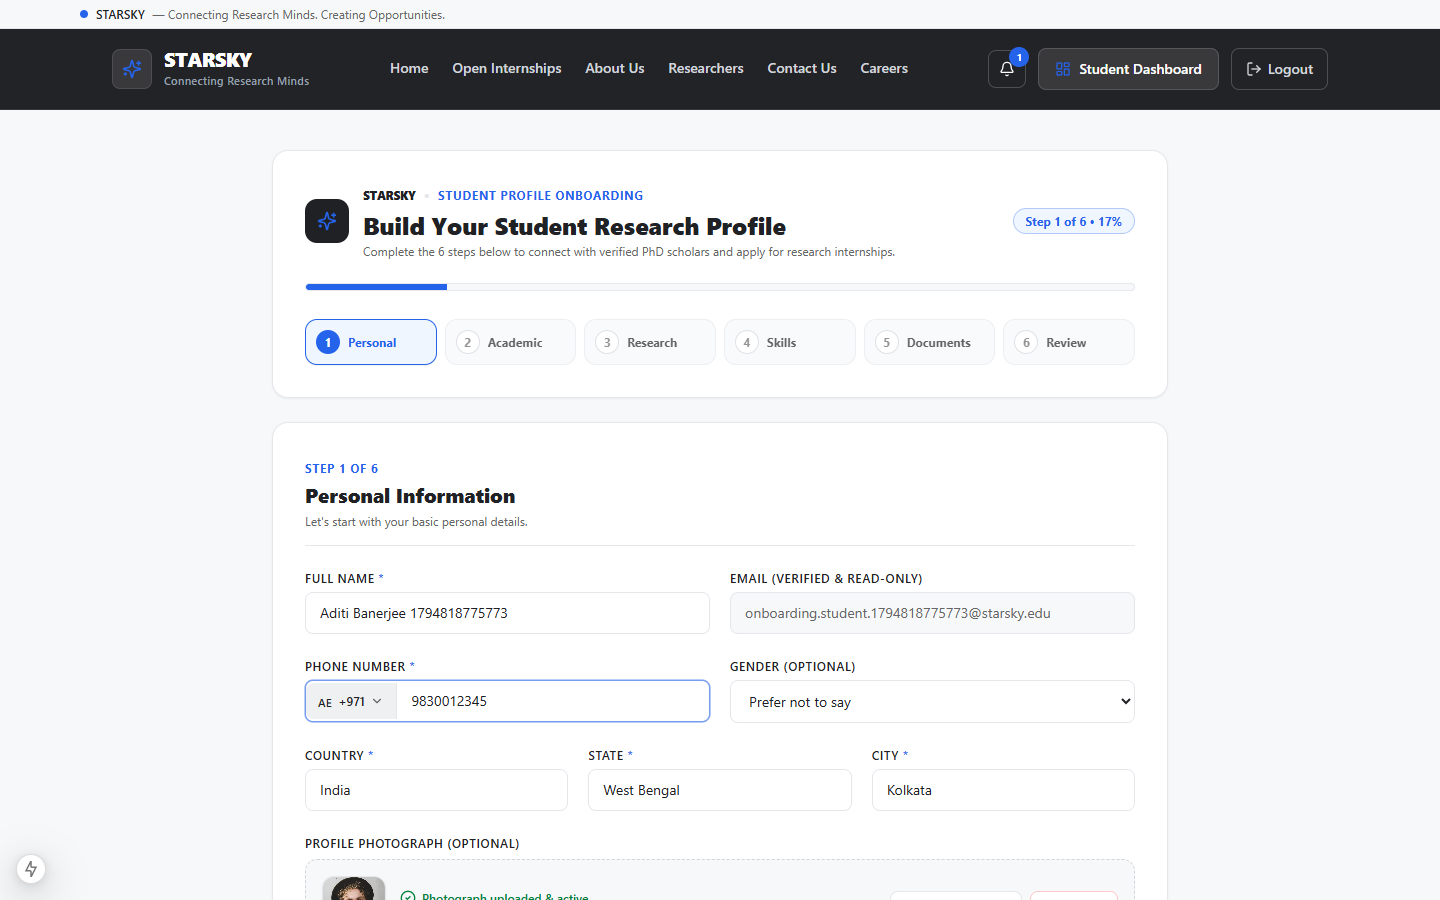 STARSKY — Connecting Research Minds. Creating Opportunities.
STARSKY
Connecting Research Minds
Home
Open Internships
About Us
Researchers
Contact Us
Careers
1
Student Dashboard
Logout
STARSKY • STUDENT PROFILE ONBOARDING
Build Your Student Research Profile
Complete the 6 steps below to connect with verified PhD scholars and apply for research internships.
Step 1 of 6 • 17%
1 Personal
2 Academic
3 Research
4 Skills
5 Documents
6 Review
STEP 1 OF 6
Personal Information
Let's start with your basic personal details.
FULL NAME *
Aditi Banerjee 1794818775773
EMAIL (VERIFIED & READ-ONLY)
onboarding.student.1794818775773@starsky.edu
PHONE NUMBER *
AE +971 9830012345
GENDER (OPTIONAL)
Prefer not to say
COUNTRY *
India
STATE *
West Bengal
CITY *
Kolkata
PROFILE PHOTOGRAPH (OPTIONAL)
Photograph uploaded & active